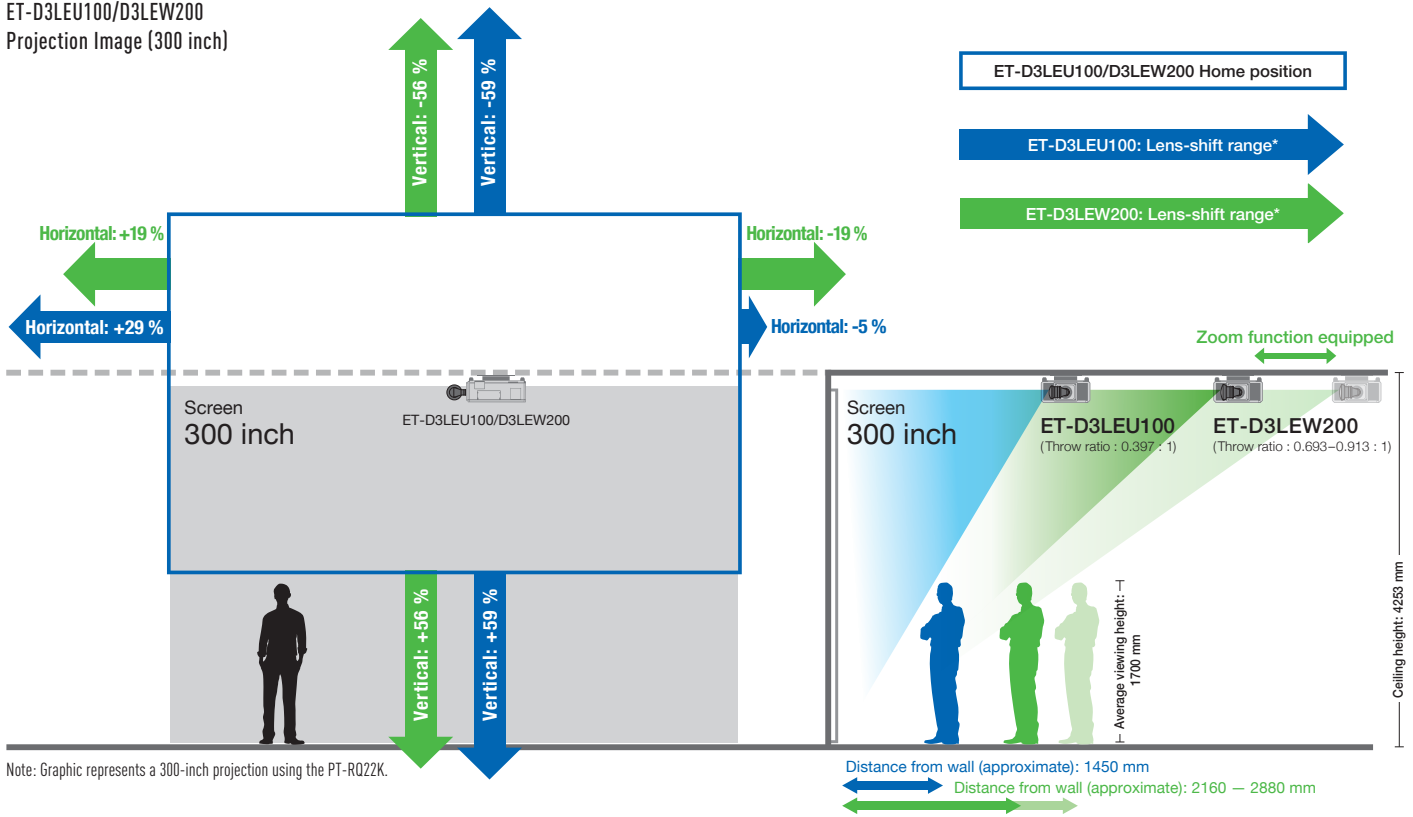 ET-D3LEU100/D3LEW200
Projection Image (300 inch)
Vertical: -56 %
Vertical: -59 %
ET-D3LEU100/D3LEW200 Home position
ET-D3LEU100: Lens-shift range*
ET-D3LEW200: Lens-shift range*
Horizontal: +19 %
Horizontal: -19 %
Horizontal: +29 %
Horizontal: -5 %
Zoom function equipped
Screen
300 inch
ET-D3LEU100/D3LEW200
Screen
300 inch
ET-D3LEU100
(Throw ratio : 0.397 : 1)
ET-D3LEW200
(Throw ratio : 0.693–0.913 : 1)
Vertical: +56 %
Vertical: +59 %
Average viewing height:
1700 mm
Ceiling height: 4253 mm
Note: Graphic represents a 300-inch projection using the PT-RQ22K.
Distance from wall (approximate): 1450 mm
Distance from wall (approximate): 2160 — 2880 mm